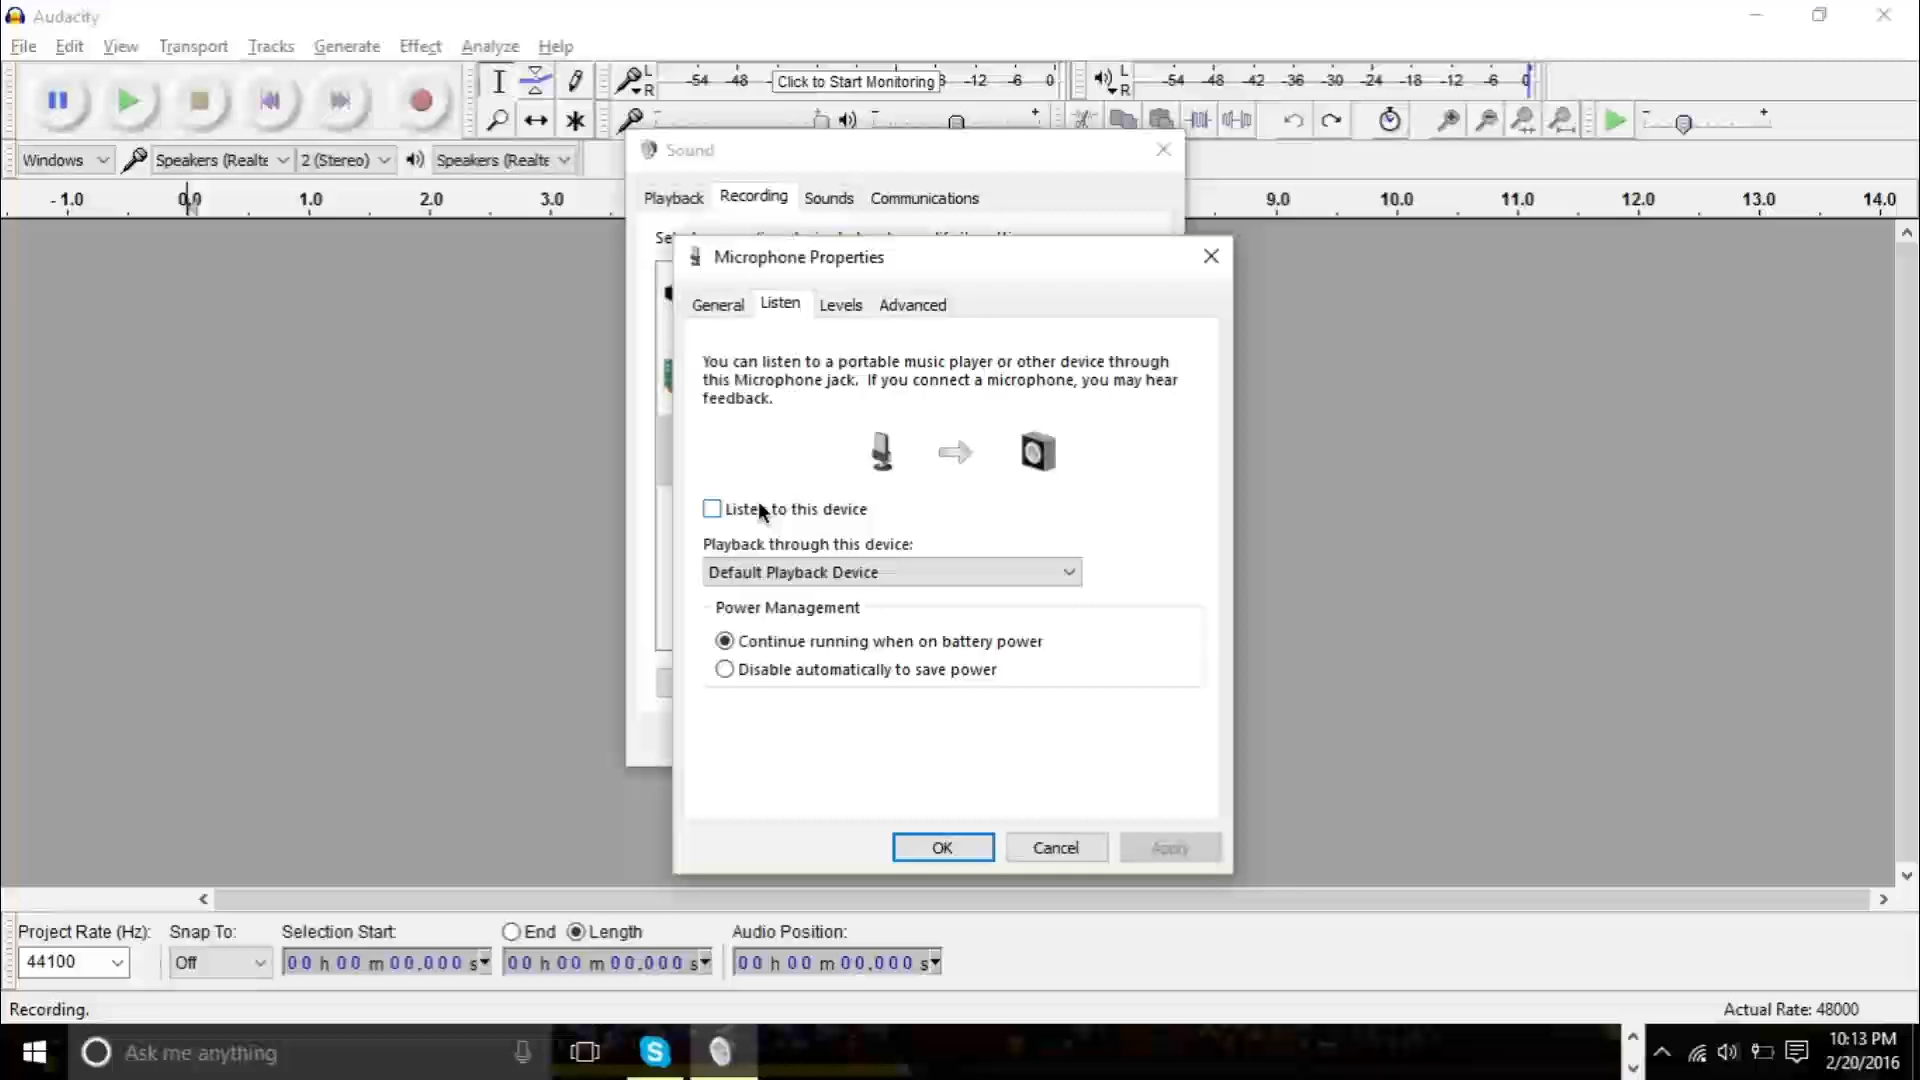 Audacity
File Edit View Transport Tracks Generate Effect Analyze Help
L R -54 -48 Click to Start Monitoring -12 -6 0 L R -54 -48 -42 -36 -30 -24 -18 -12 -6 0
- + - + - +
Windows Speakers (Realte 2 (Stereo) Speakers (Realte
-1.0 0.0 1.0 2.0 3.0 9.0 10.0 11.0 12.0 13.0 14.0
Sound
Playback Recording Sounds Communications
Microphone Properties
General Listen Levels Advanced
You can listen to a portable music player or other device through
this Microphone jack. If you connect a microphone, you may hear
feedback.
Listen to this device
Playback through this device:
Default Playback Device
Power Management
Continue running when on battery power
Disable automatically to save power
OK Cancel Apply
Project Rate (Hz): Snap To: Selection Start: End Length Audio Position:
44100 Off 00 h 00 m 00.000 s 00 h 00 m 00.000 s 00 h 00 m 00.000 s
Recording. Actual Rate: 48000
Ask me anything
10:13 PM
2/20/2016